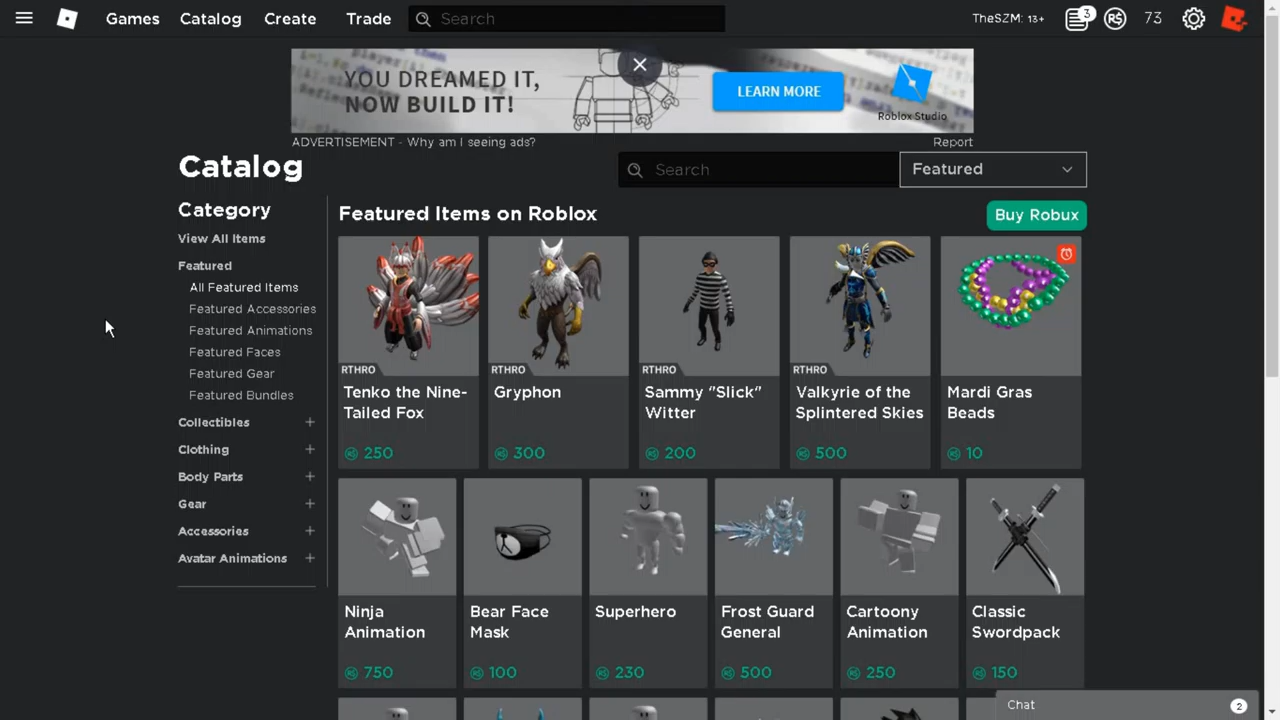 Games
Catalog
Create
Trade
Search
TheSZM: 13+
3
73
YOU DREAMED IT,
NOW BUILD IT!
LEARN MORE
Roblox Studio
ADVERTISEMENT - Why am I seeing ads?
Report
Catalog
Search
Featured
Category
View All Items
Featured
All Featured Items
Featured Accessories
Featured Animations
Featured Faces
Featured Gear
Featured Bundles
Collectibles +
Clothing +
Body Parts +
Gear +
Accessories +
Avatar Animations +
Featured Items on Roblox
Buy Robux
RTHRO
Tenko the Nine-
Tailed Fox
250
RTHRO
Gryphon
300
RTHRO
Sammy "Slick"
Witter
200
RTHRO
Valkyrie of the
Splintered Skies
500
Mardi Gras
Beads
10
Ninja
Animation
750
Bear Face
Mask
100
Superhero
230
Frost Guard
General
500
Cartoony
Animation
250
Classic
Swordpack
150
Chat
2